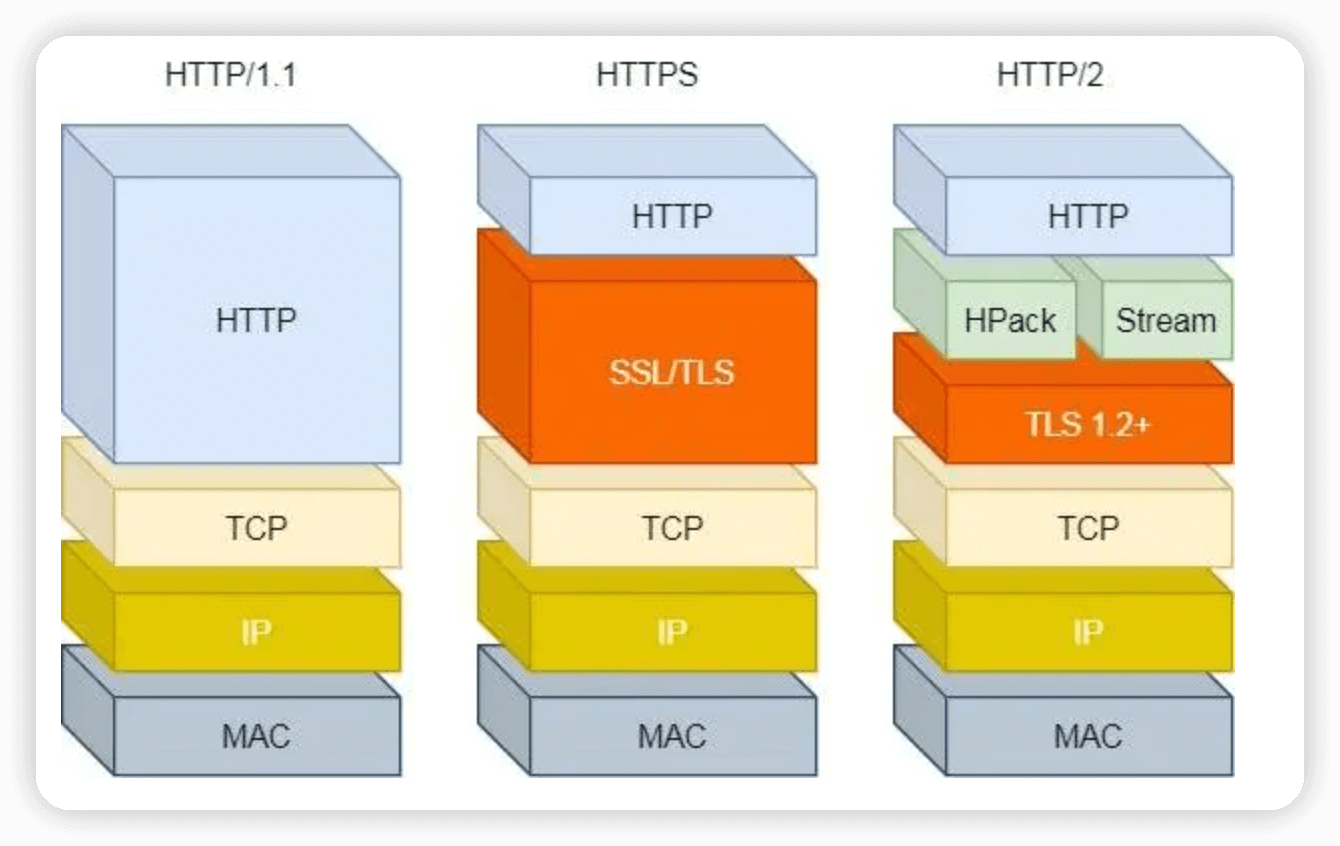 HTTP/1.1
HTTP
TCP
IP
MAC
HTTPS
HTTP
SSL/TLS
TCP
IP
MAC
HTTP/2
HTTP
HPack
Stream
TLS 1.2+
TCP
IP
MAC